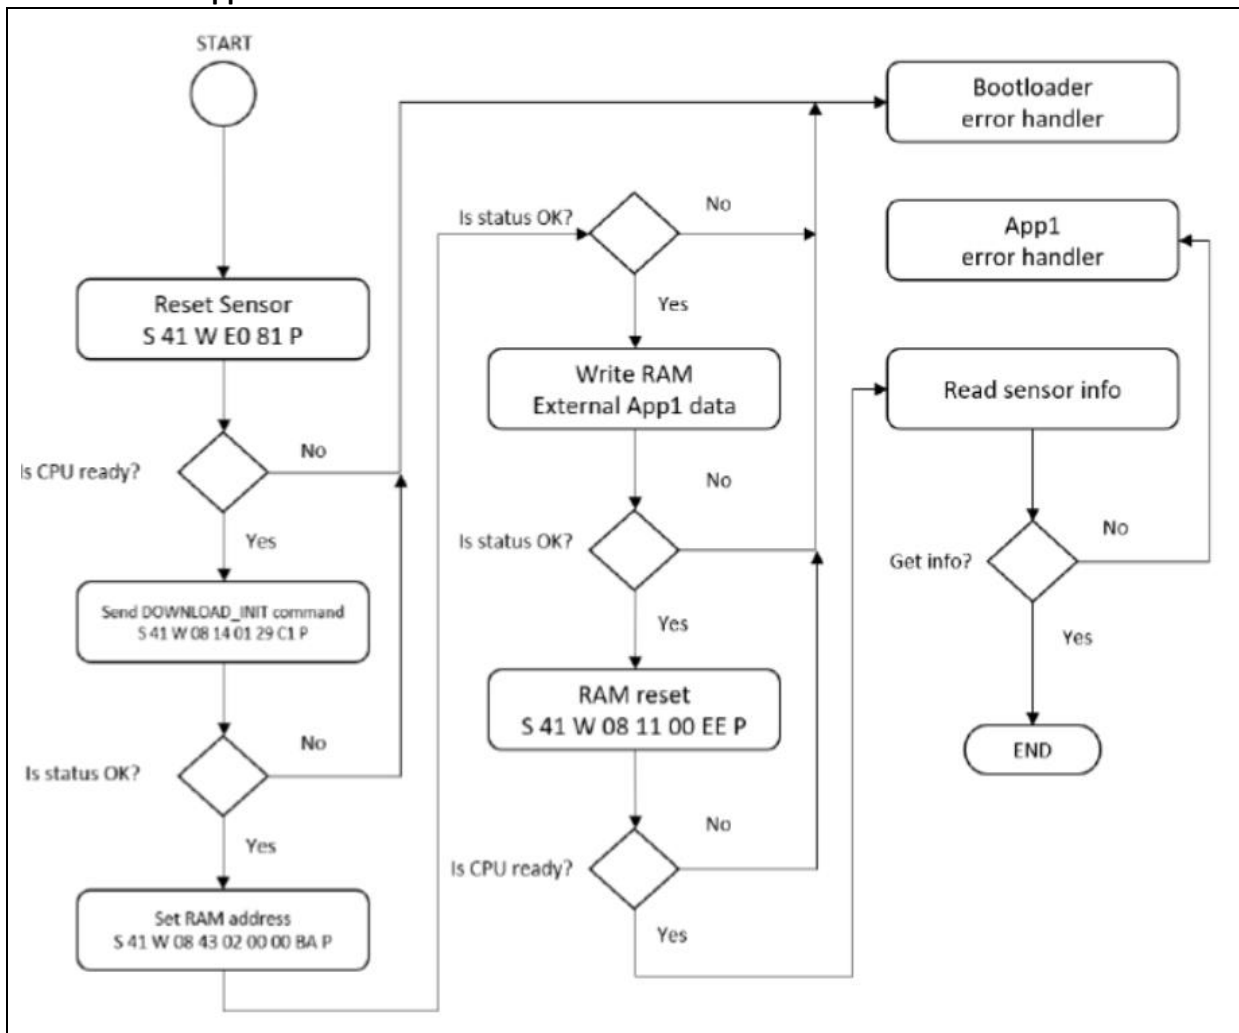 START
Reset Sensor
S 41 W E0 81 P
Is CPU ready?
No
Yes
Send DOWNLOAD_INIT command
S 41 W 08 14 01 29 C1 P
Is status OK?
No
Yes
Set RAM address
S 41 W 08 43 02 00 00 BA P
Is status OK?
No
Yes
Write RAM
External App1 data
No
Is status OK?
Yes
RAM reset
S 41 W 08 11 00 EE P
No
Is CPU ready?
Yes
Bootloader
error handler
App1
error handler
Read sensor info
No
Get info?
Yes
END